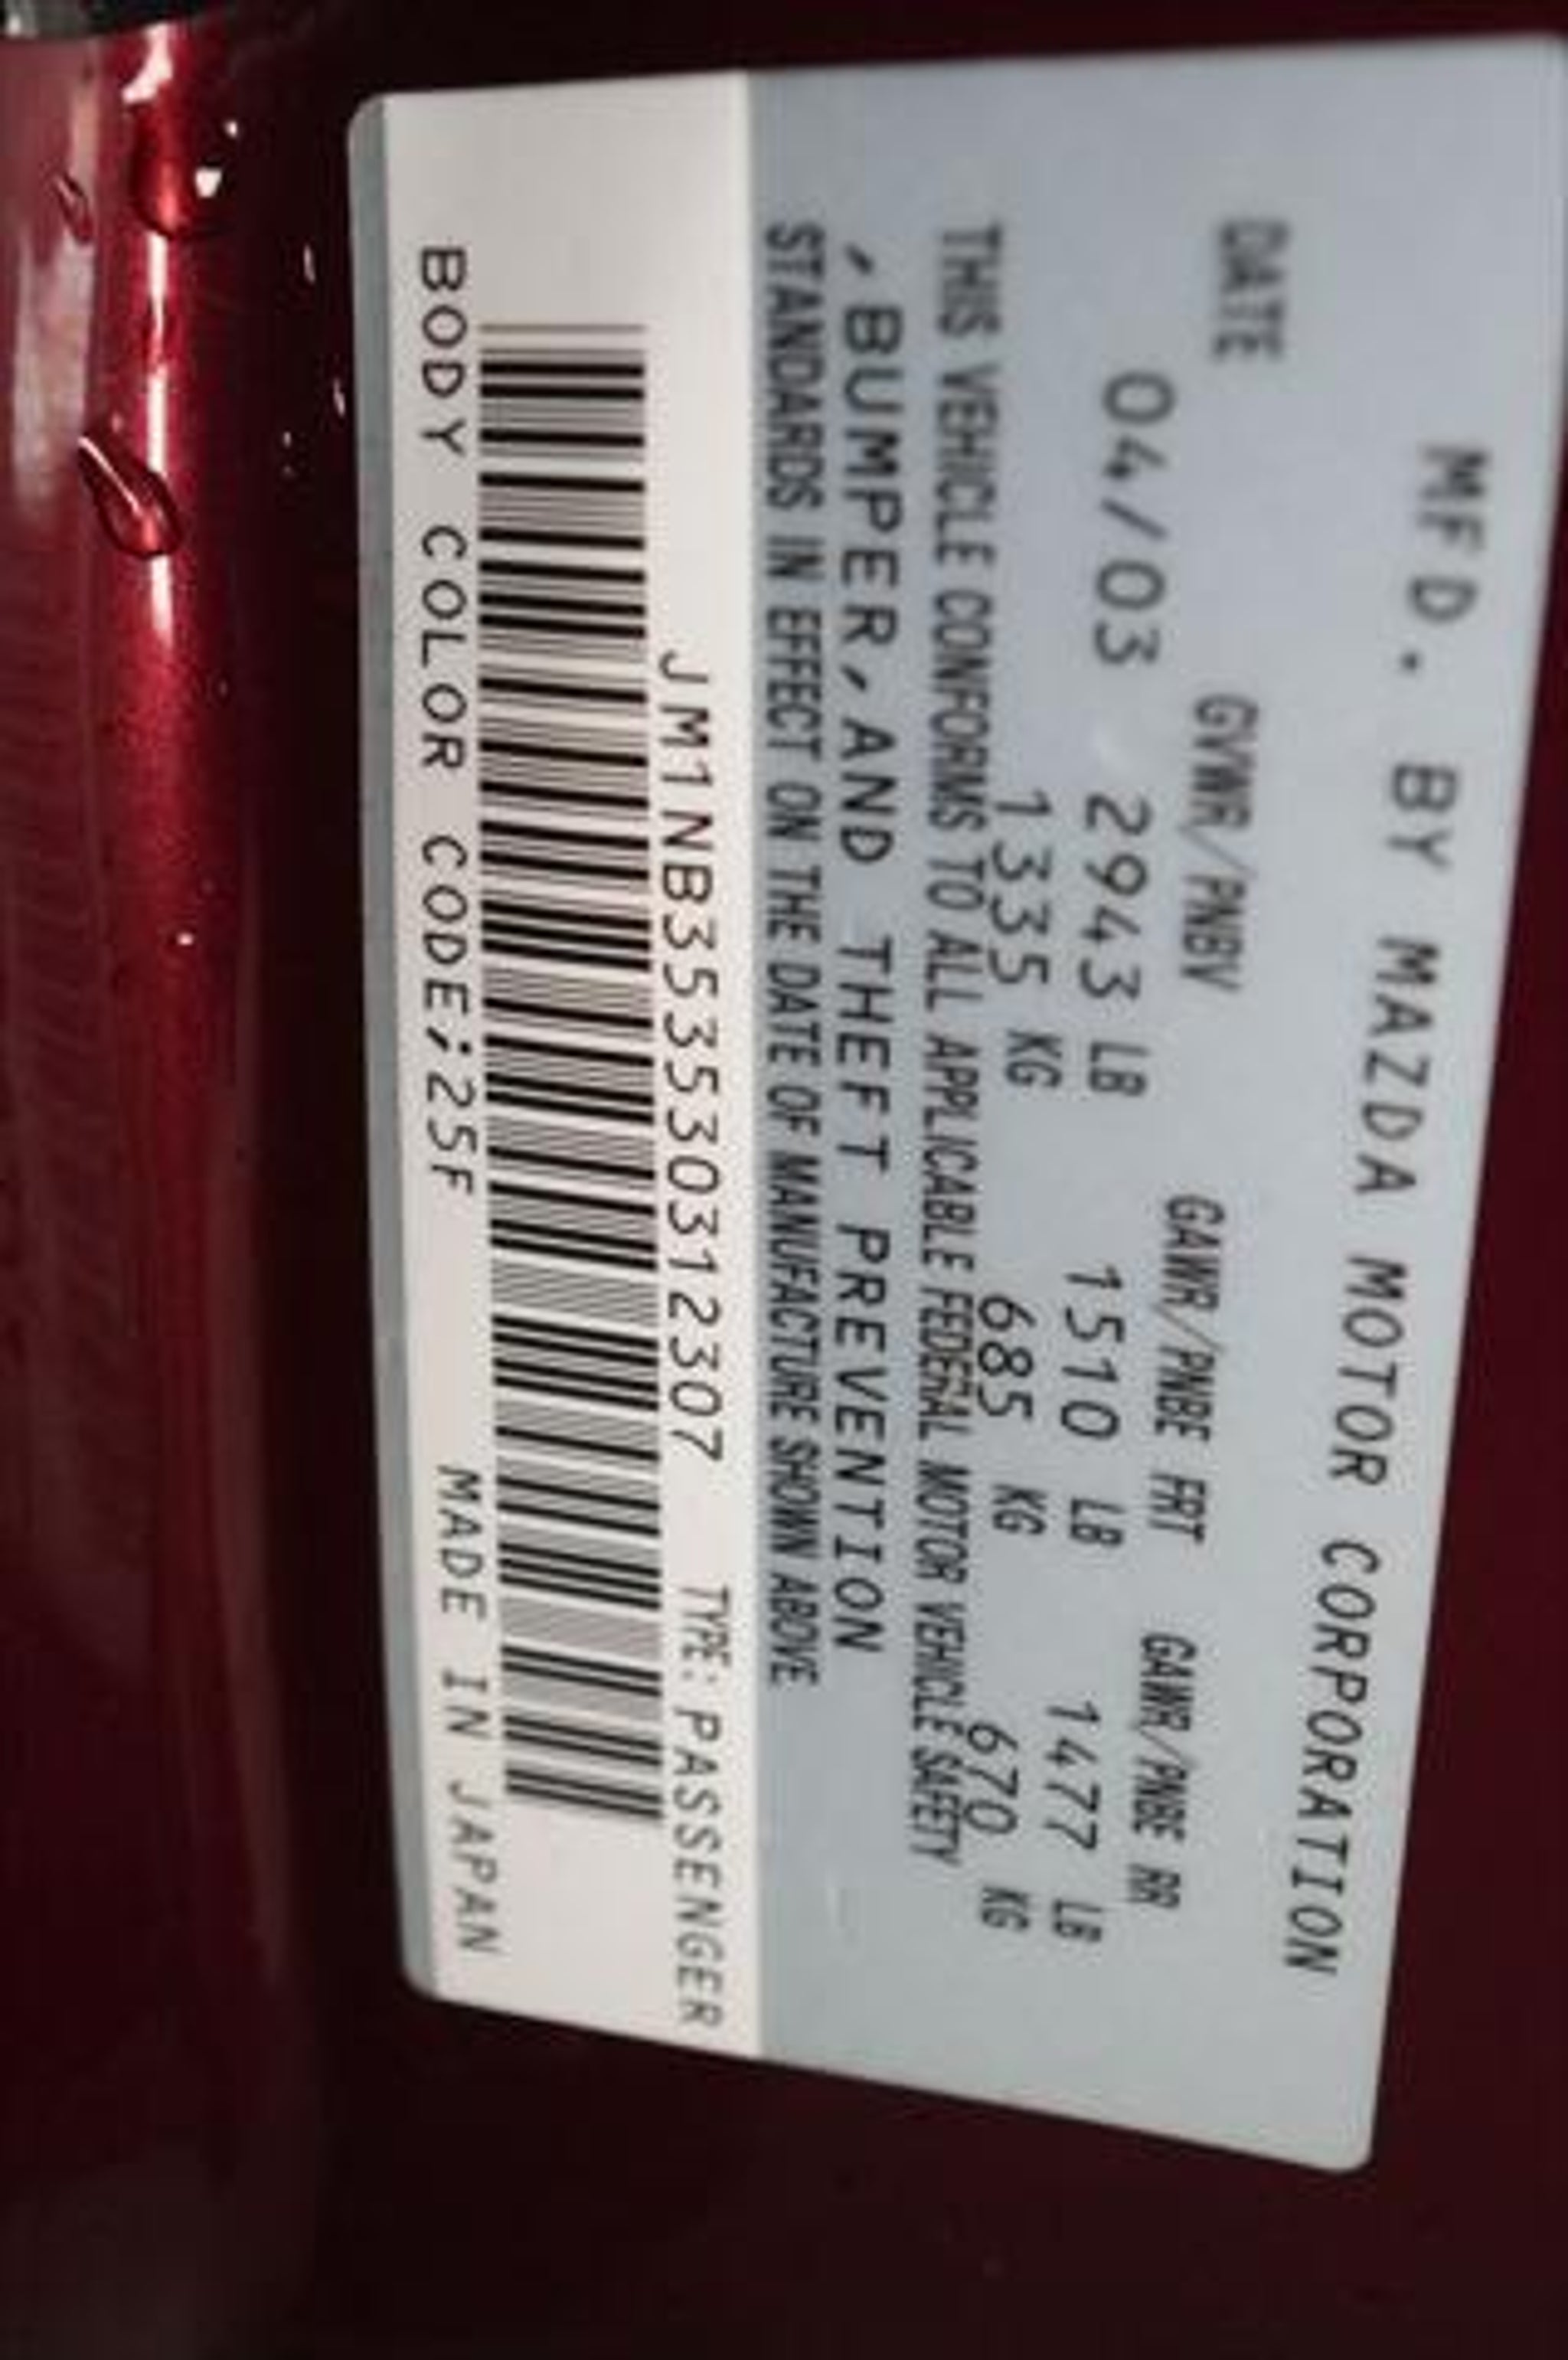 MFD. BY MAZDA MOTOR CORPORATION
DATE GVWR/PNBV GAWR/PNBE FRT GAWR/PNBE RR
04/03 2943 LB 1510 LB 1477 LB
1335 KG 685 KG 670 KG
THIS VEHICLE CONFORMS TO ALL APPLICABLE FEDERAL MOTOR VEHICLE SAFETY
,BUMPER,AND THEFT PREVENTION
STANDARDS IN EFFECT ON THE DATE OF MANUFACTURE SHOWN ABOVE
JM1NB353530312307 TYPE: PASSENGER
BODY COLOR CODE;25F MADE IN JAPAN